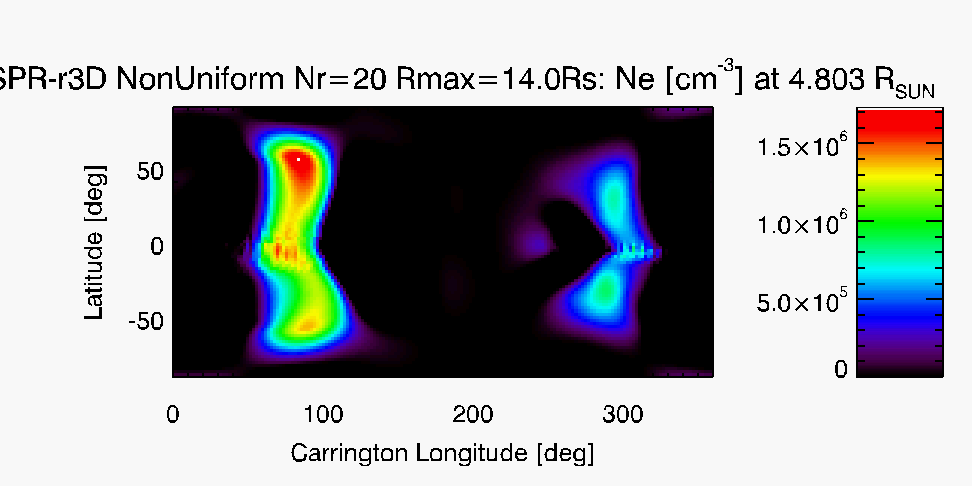 SPR-r3D NonUniform Nr=20 Rmax=14.0Rs: Ne [cm⁻³] at 4.803 R_SUN
1.5×10⁶
50
1.0×10⁶
Latitude [deg]
0
5.0×10⁵
-50
0
0 100 200 300
Carrington Longitude [deg]